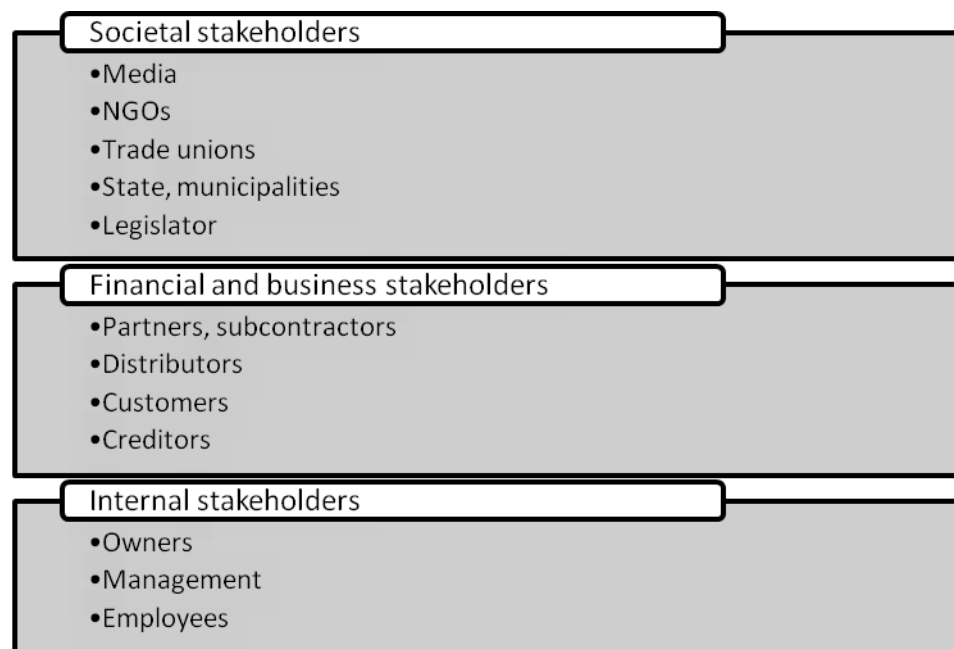 Societal stakeholders
•Media
•NGOs
•Trade unions
•State, municipalities
•Legislator
Financial and business stakeholders
•Partners, subcontractors
•Distributors
•Customers
•Creditors
Internal stakeholders
•Owners
•Management
•Employees